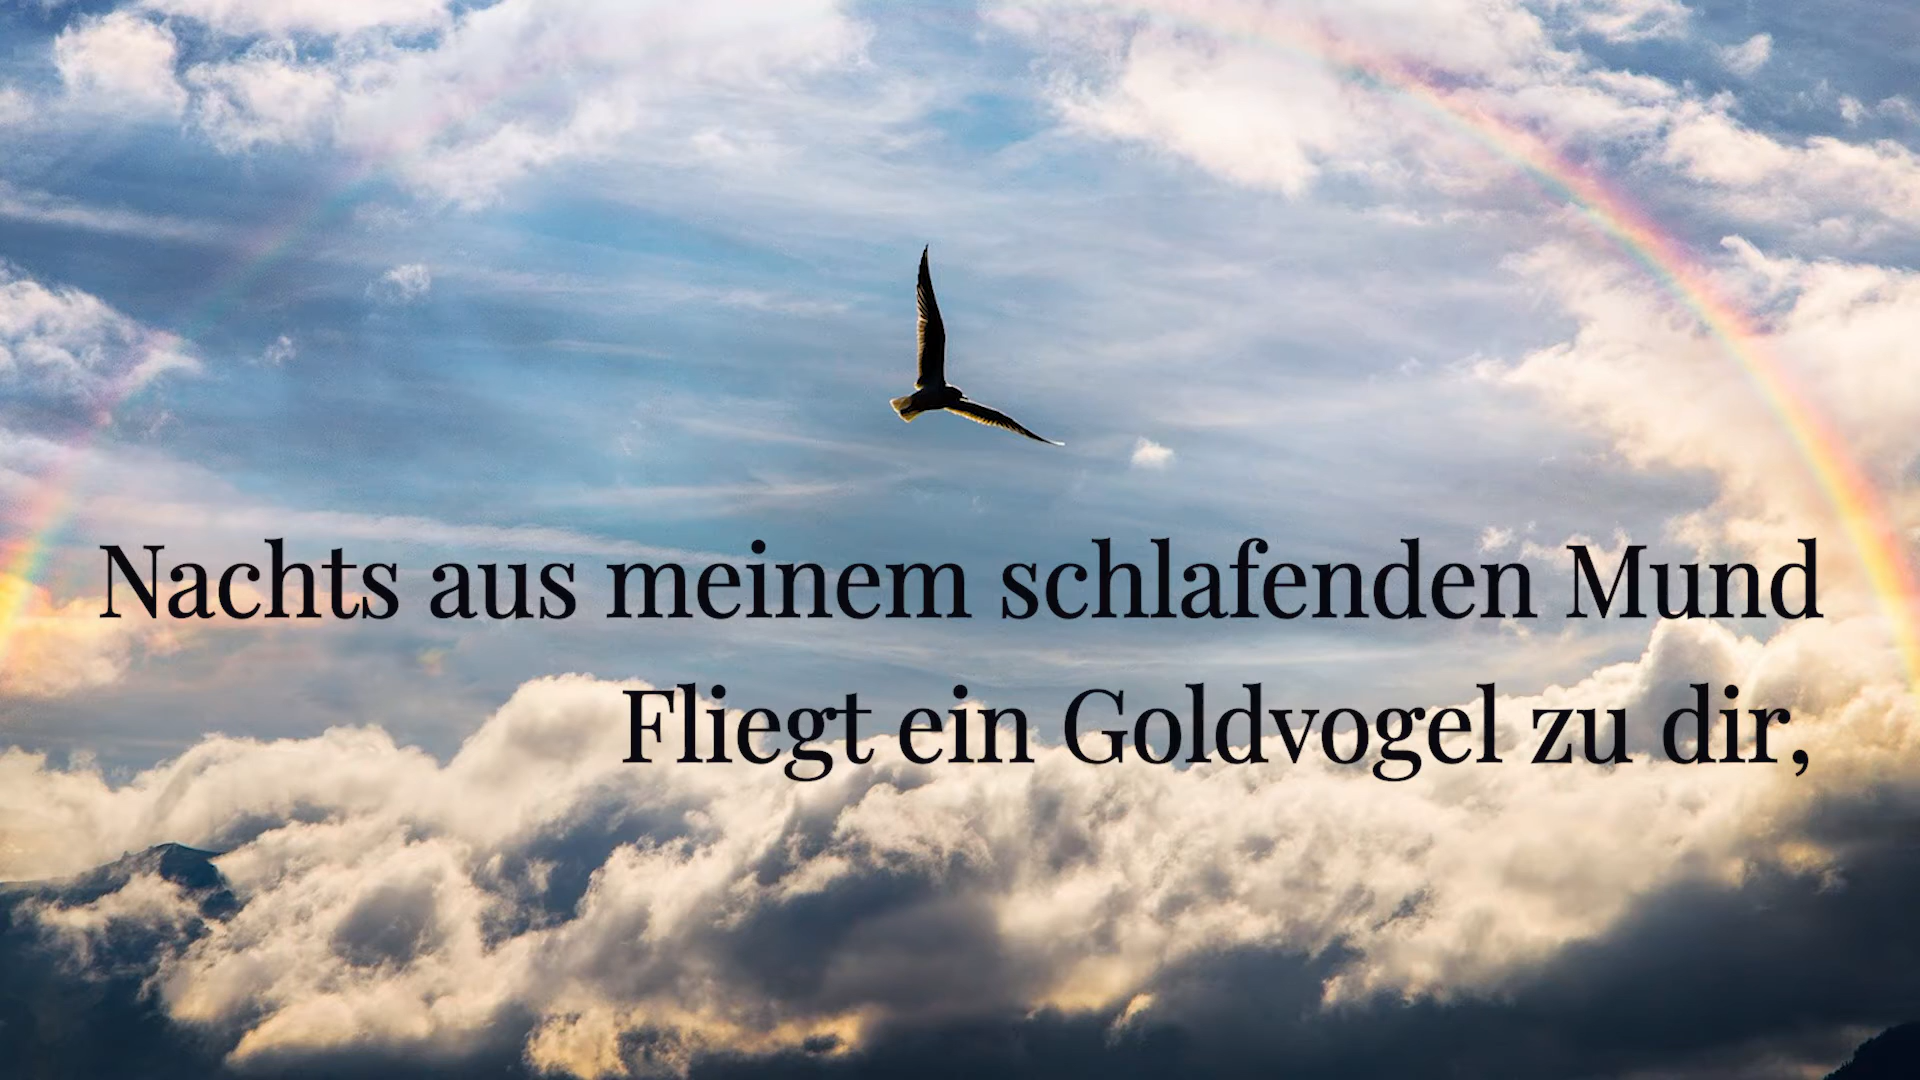 Nachts aus meinem schlafenden Mund
Fliegt ein Goldvogel zu dir,